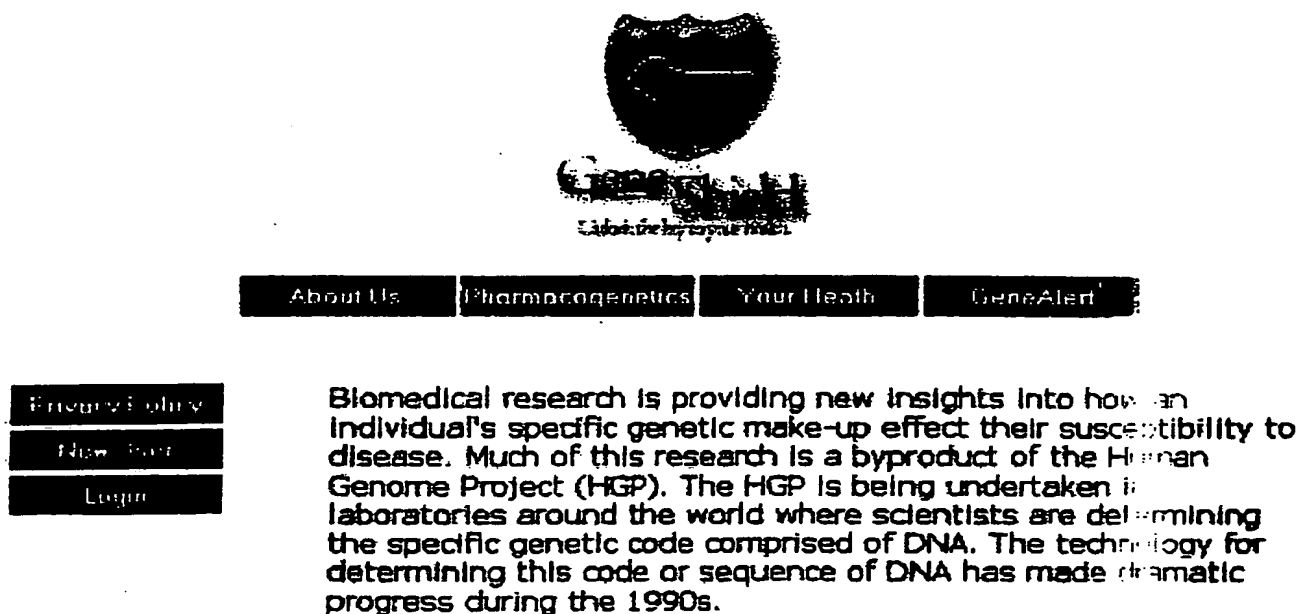 Gene Shield
About Us
Pharmacogenetics
Your Heath
GeneAlert
Privacy Policy
New User
Login
Biomedical research is providing new insights into how an
individual's specific genetic make-up effect their susceptibility to
disease. Much of this research is a byproduct of the Human
Genome Project (HGP). The HGP is being undertaken in
laboratories around the world where scientists are determining
the specific genetic code comprised of DNA. The technology for
determining this code or sequence of DNA has made dramatic
progress during the 1990s.